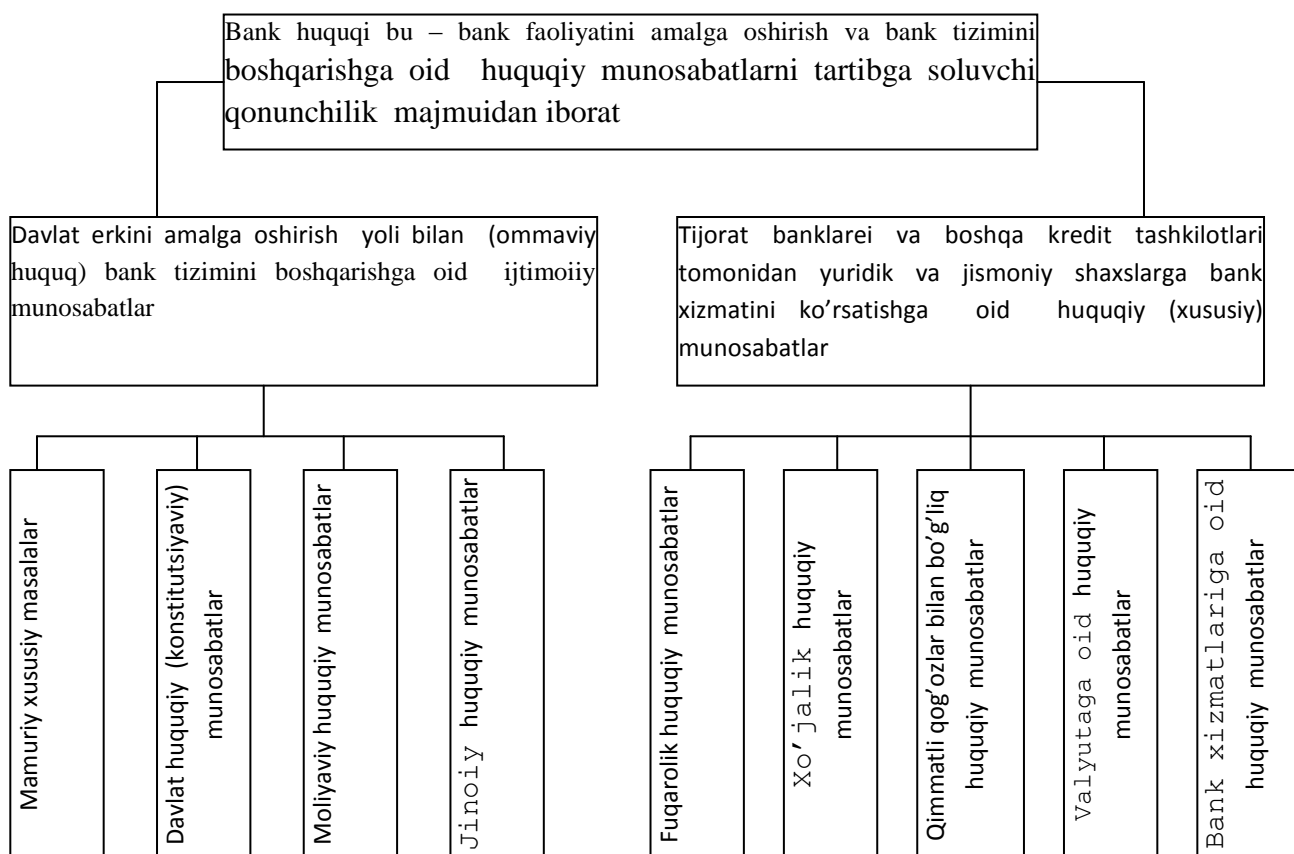 Bank huquqi bu – bank faoliyatini amalga oshirish va bank tizimini
boshqarishga oid huquqiy munosabatlarni tartibga soluvchi
qonunchilik majmuidan iborat
Davlat erkini amalga oshirish yoli bilan (ommaviy
huquq) bank tizimini boshqarishga oid ijtimoiiy
munosabatlar
Tijorat banklarei va boshqa kredit tashkilotlari
tomonidan yuridik va jismoniy shaxslarga bank
xizmatini ko’rsatishga oid huquqiy (xususiy)
munosabatlar
Mamuriy xususiy masalalar
Davlat huquqiy (konstitutsiyaviy)
munosabatlar
Moliyaviy huquqiy munosabatlar
Jinoiy huquqiy munosabatlar
Fuqarolik huquqiy munosabatlar
Xo’jalik huquqiy
munosabatlar
Qimmatli qog’ozlar bilan bo’g’liq
huquqiy munosabatlar
Valyutaga oid huquqiy
munosabatlar
Bank xizmatlariga oid
huquqiy munosabatlar